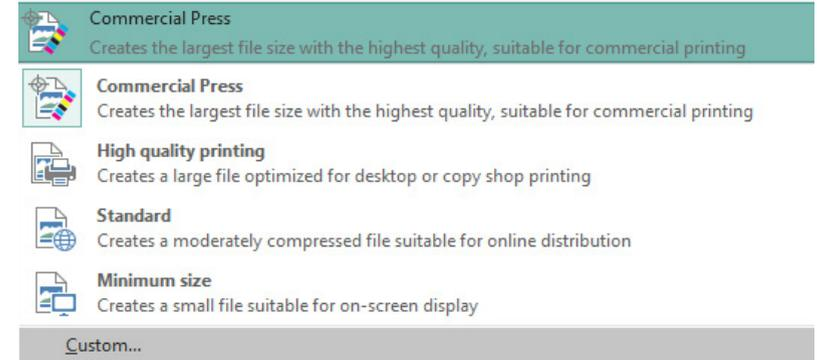 Commercial Press
Creates the largest file size with the highest quality, suitable for commercial printing
Commercial Press
Creates the largest file size with the highest quality, suitable for commercial printing
High quality printing
Creates a large file optimized for desktop or copy shop printing
Standard
Creates a moderately compressed file suitable for online distribution
Minimum size
Creates a small file suitable for on-screen display
Custom...